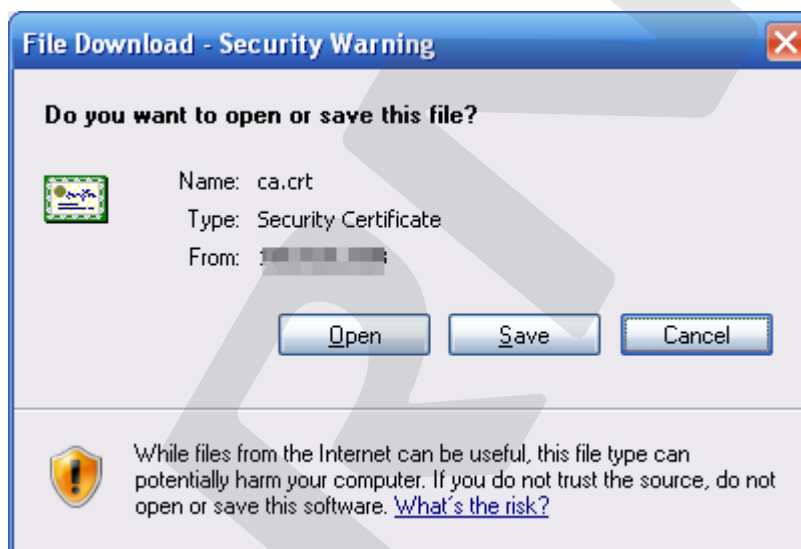 File Download - Security Warning
Do you want to open or save this file?
Name: ca.crt
Type: Security Certificate
From:
Open
Save
Cancel
While files from the Internet can be useful, this file type can
potentially harm your computer. If you do not trust the source, do not
open or save this software. What's the risk?